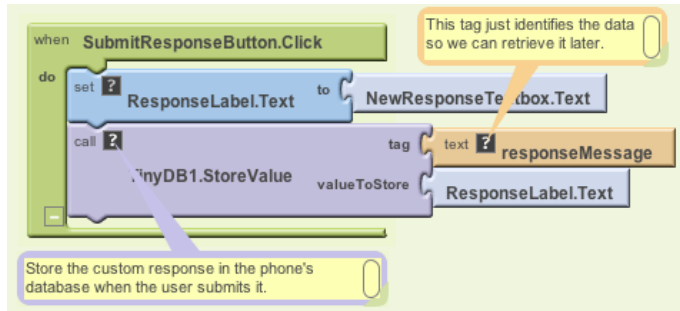 This tag just identifies the data
so we can retrieve it later.
when SubmitResponseButton.Click
do
set ? ResponseLabel.Text to NewResponseTextbox.Text
call ? TinyDB1.StoreValue
tag text ? responseMessage
valueToStore ResponseLabel.Text
Store the custom response in the phone's
database when the user submits it.